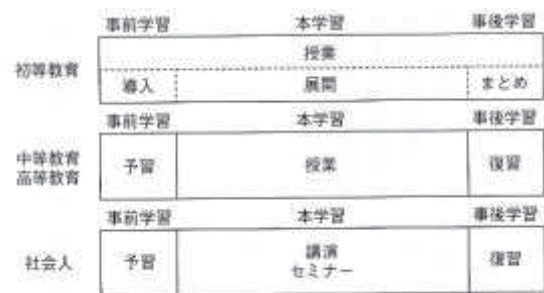 事前学習 本学習 事後学習
初等教育
授業
導入 展開 まとめ
事前学習 本学習 事後学習
中等教育
高等教育
予習 授業 復習
事前学習 本学習 事後学習
社会人
予習
講演
セミナー
復習